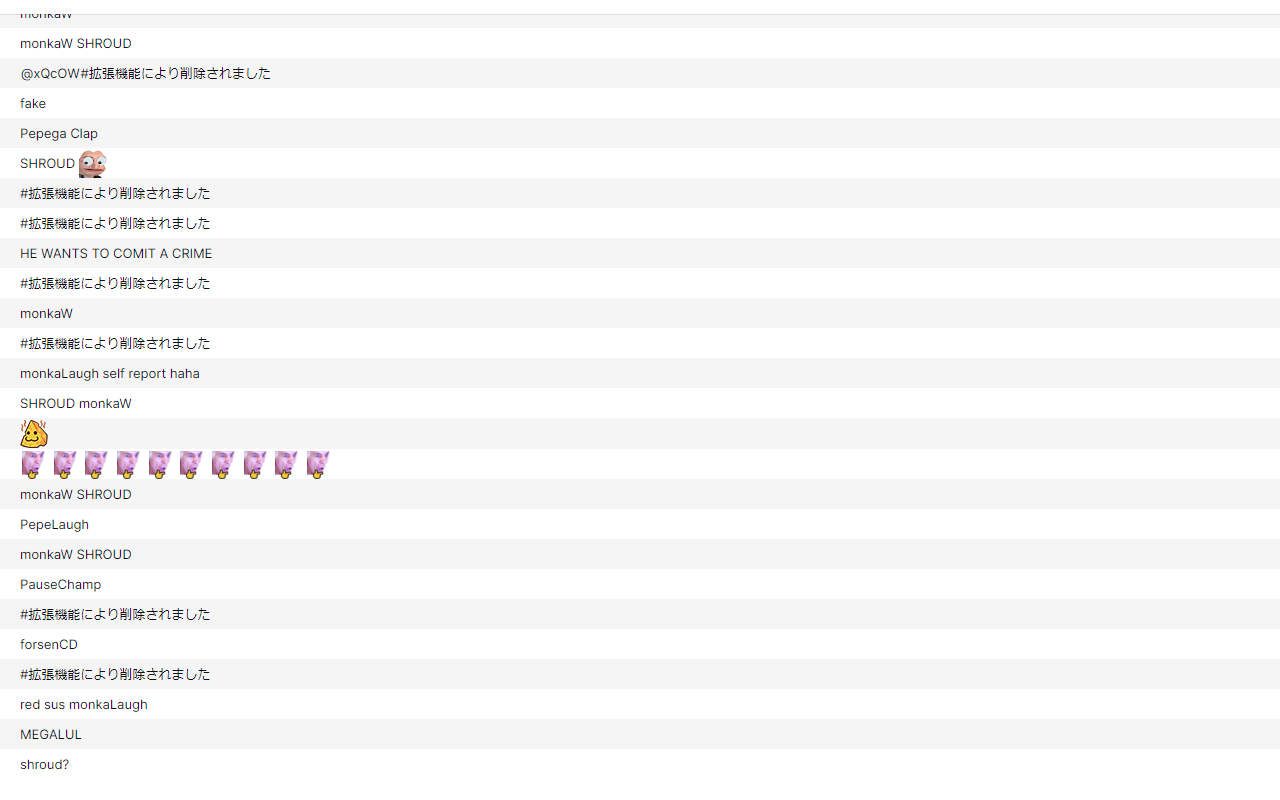 monkaW
monkaW SHROUD
@xQcOW#拡張機能により削除されました
fake
Pepega Clap
SHROUD
#拡張機能により削除されました
#拡張機能により削除されました
HE WANTS TO COMIT A CRIME
#拡張機能により削除されました
monkaW
#拡張機能により削除されました
monkaLaugh self report haha
SHROUD monkaW
monkaW SHROUD
PepeLaugh
monkaW SHROUD
PauseChamp
#拡張機能により削除されました
forsenCD
#拡張機能により削除されました
red sus monkaLaugh
MEGALUL
shroud?